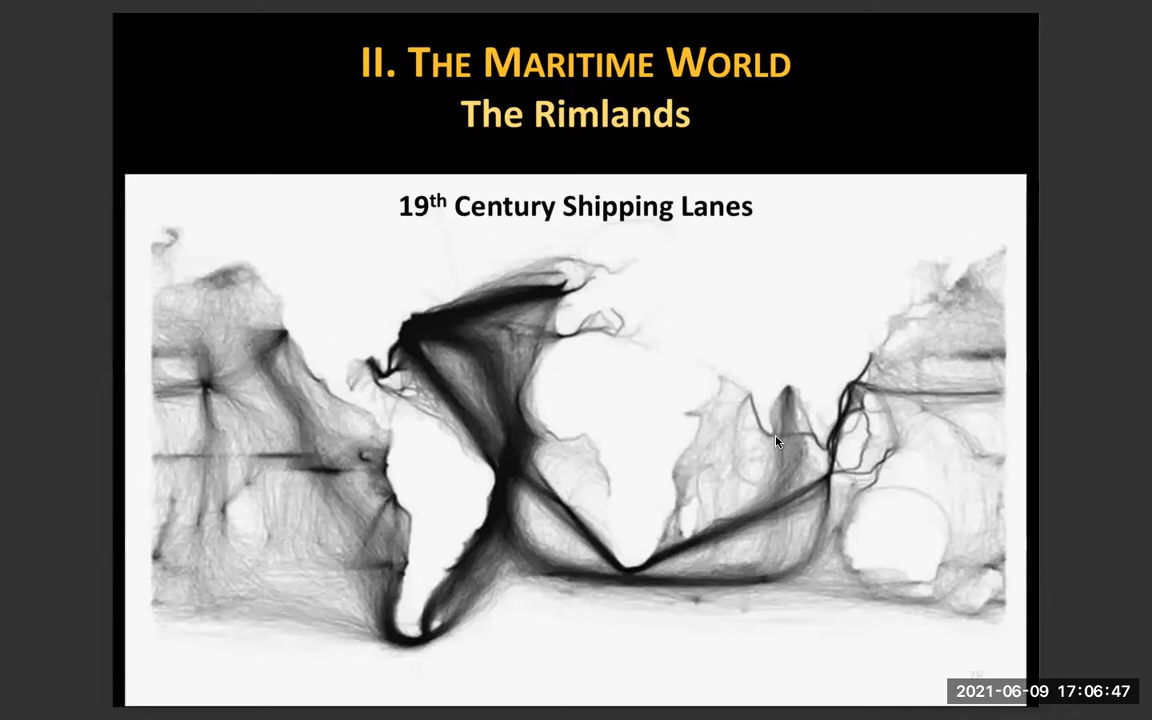 II. THE MARITIME WORLD
The Rimlands
19th Century Shipping Lanes
2021-06-09 17:06:47